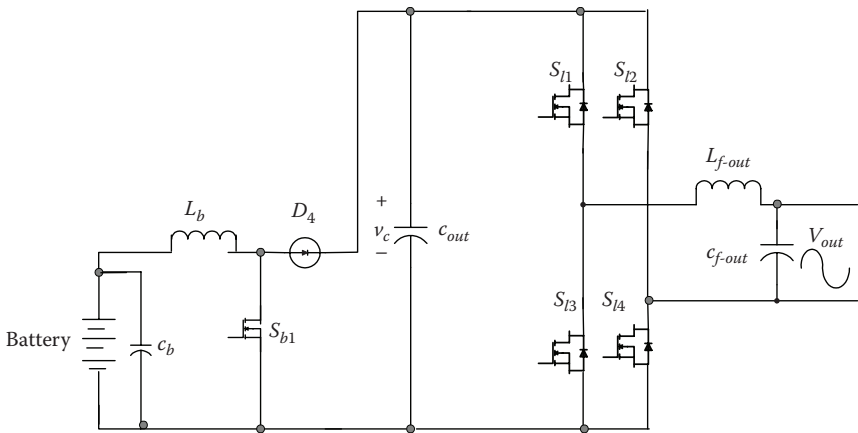 S_l1
S_l2
L_f-out
L_b
D_4
+
v_c
−
c_out
c_f-out
V_out
S_l3
S_l4
Battery
c_b
S_b1